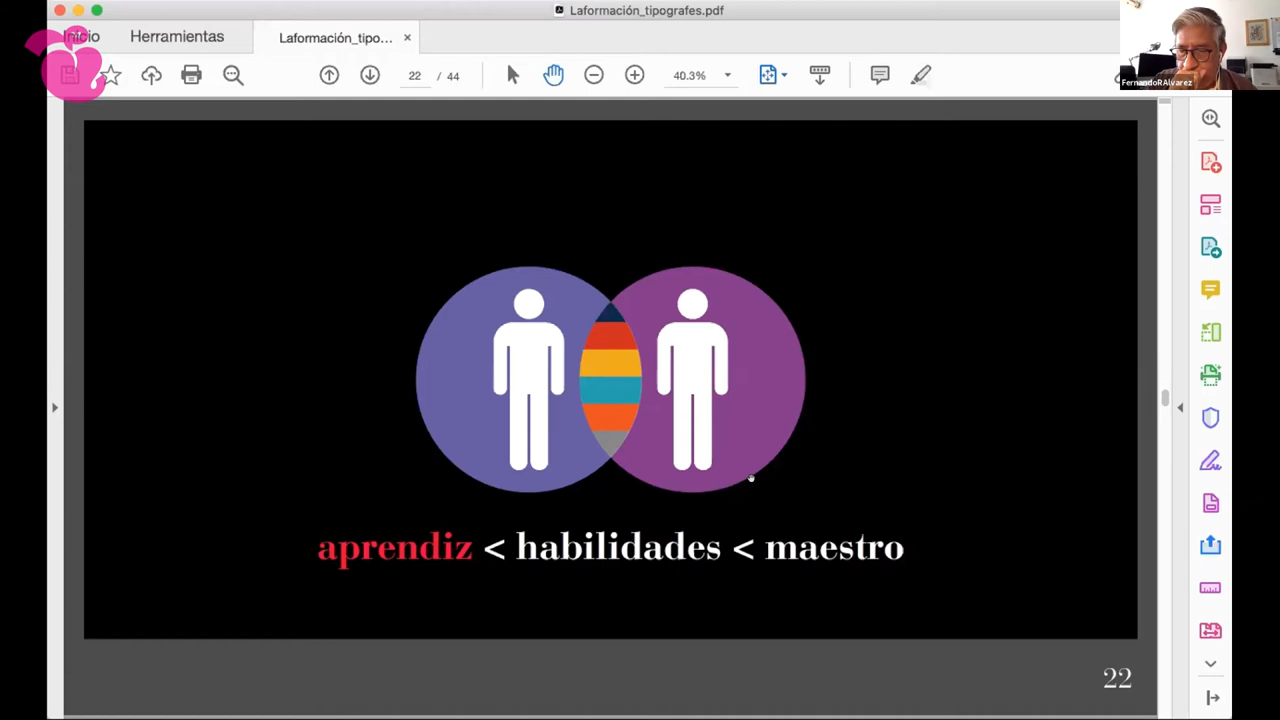 Laformación_tipografes.pdf
Inicio
Herramientas
Laformación_tipo... ×
22 / 44
40.3%
FernandoRAlvarez
aprendiz < habilidades < maestro
22